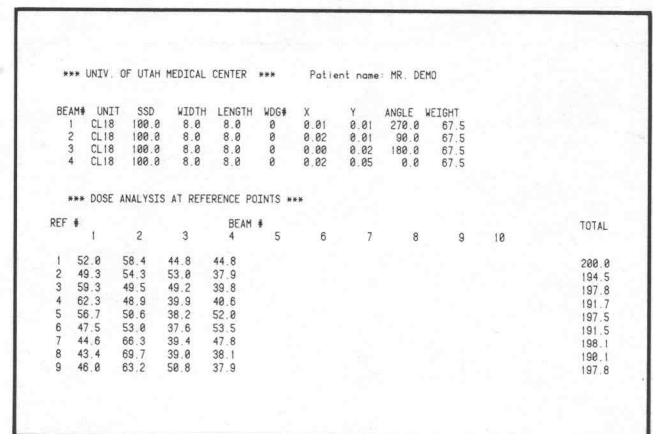 *** UNIV. OF UTAH MEDICAL CENTER *** Patient name: MR. DEMO
BEAM# UNIT SSD WIDTH LENGTH WDG# X Y ANGLE WEIGHT
1 CL18 100.0 8.0 8.0 0 0.01 0.01 270.0 67.5
2 CL18 100.0 8.0 8.0 0 0.02 0.01 90.0 67.5
3 CL18 100.0 8.0 8.0 0 0.00 0.02 180.0 67.5
4 CL18 100.0 8.0 8.0 0 0.02 0.05 0.0 67.5
*** DOSE ANALYSIS AT REFERENCE POINTS ***
REF # BEAM # TOTAL
1 2 3 4 5 6 7 8 9 10
1 52.0 58.4 44.8 44.8 200.0
2 49.3 54.3 53.0 37.9 194.5
3 59.3 49.5 49.2 39.8 197.8
4 62.3 48.9 39.9 40.6 191.7
5 56.7 50.6 38.2 52.0 197.5
6 47.5 53.0 37.6 53.5 191.5
7 44.6 66.3 39.4 47.8 198.1
8 43.4 69.7 39.0 38.1 190.1
9 46.0 63.2 50.8 37.9 197.8